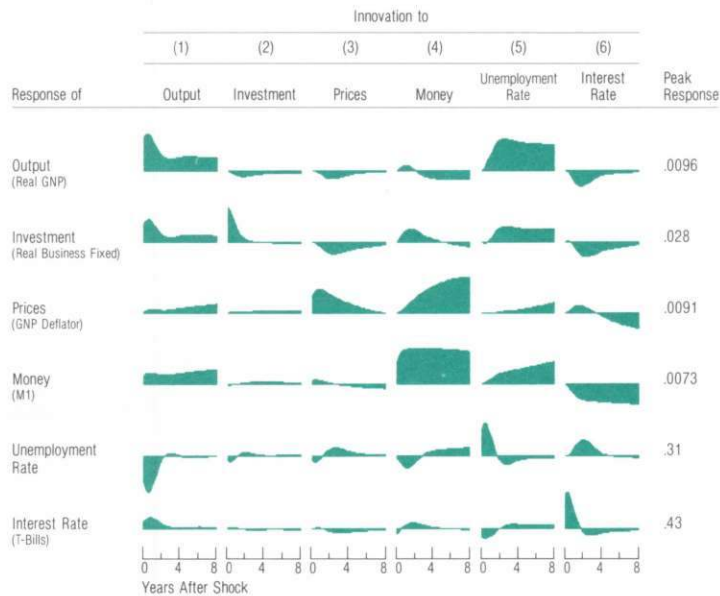 Innovation to
(1) (2) (3) (4) (5) (6)
Response of Output Investment Prices Money Unemployment Rate Interest Rate Peak Response
Output .0096
(Real GNP)
Investment .028
(Real Business Fixed)
Prices .0091
(GNP Deflator)
Money .0073
(M1)
Unemployment .31
Rate
Interest Rate .43
(T-Bills)
0 4 8 0 4 8 0 4 8 0 4 8 0 4 8 0 4 8
Years After Shock